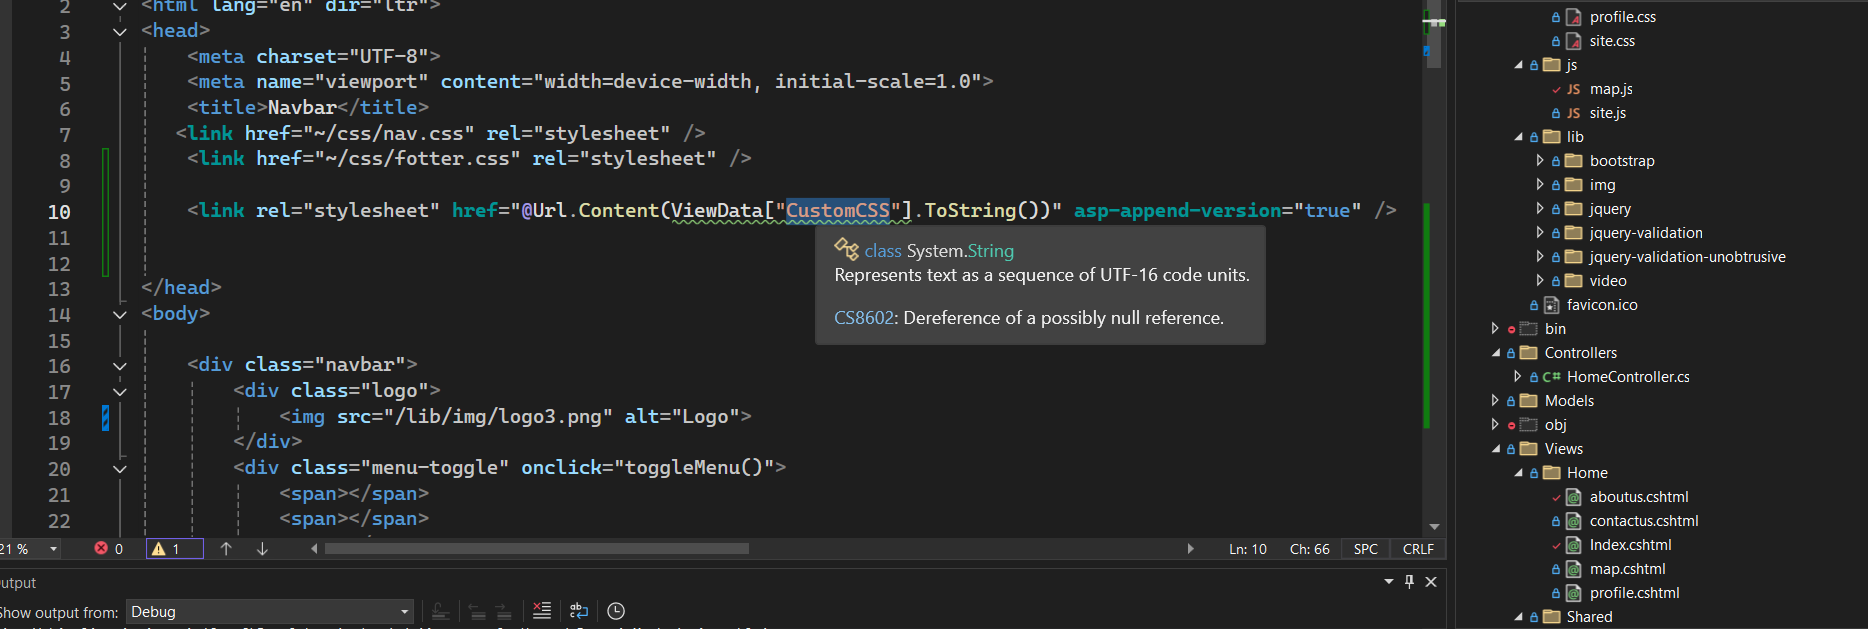 2 <html lang="en" dir="ltr">
3 <head>
4 <meta charset="UTF-8">
5 <meta name="viewport" content="width=device-width, initial-scale=1.0">
6 <title>Navbar</title>
7 <link href="~/css/nav.css" rel="stylesheet" />
8 <link href="~/css/fotter.css" rel="stylesheet" />
9
10 <link rel="stylesheet" href="@Url.Content(ViewData["CustomCSS"].ToString())" asp-append-version="true" />
11
12
13 </head>
14 <body>
15
16 <div class="navbar">
17 <div class="logo">
18 <img src="/lib/img/logo3.png" alt="Logo">
19 </div>
20 <div class="menu-toggle" onclick="toggleMenu()">
21 <span></span>
22 <span></span>
class System.String
Represents text as a sequence of UTF-16 code units.
CS8602: Dereference of a possibly null reference.
21 % 0 1 Ln: 10 Ch: 66 SPC CRLF
utput
Show output from: Debug
profile.css
site.css
js
JS map.js
JS site.js
lib
bootstrap
img
jquery
jquery-validation
jquery-validation-unobtrusive
video
favicon.ico
bin
Controllers
C# HomeController.cs
Models
obj
Views
Home
aboutus.cshtml
contactus.cshtml
Index.cshtml
map.cshtml
profile.cshtml
Shared